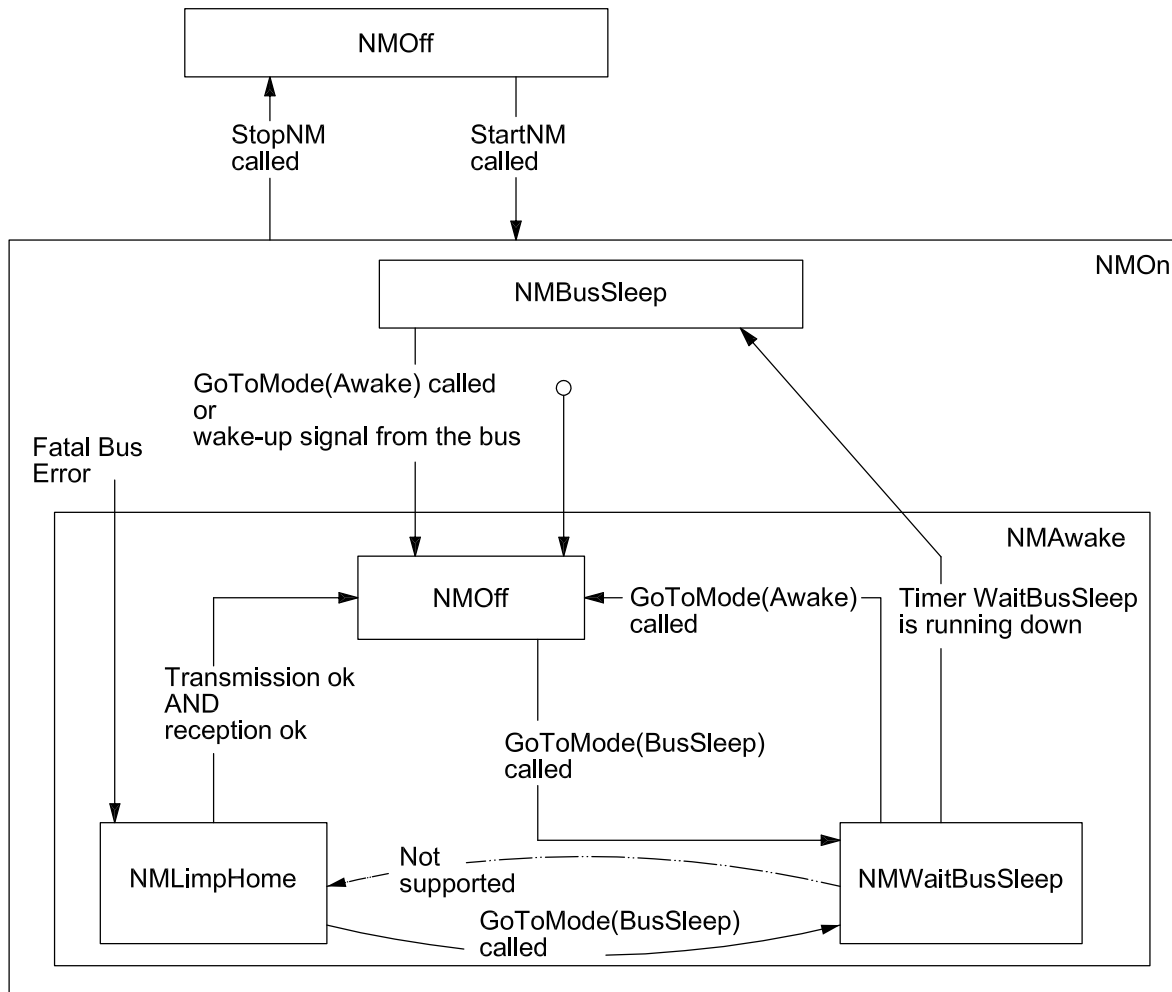 NMOff
StopNM
called
StartNM
called
NMOn
NMBusSleep
GoToMode(Awake) called
or
wake-up signal from the bus
Fatal Bus
Error
NMAwake
NMOff
GoToMode(Awake)
called
Timer WaitBusSleep
is running down
Transmission ok
AND
reception ok
GoToMode(BusSleep)
called
NMLimpHome
Not
supported
NMWaitBusSleep
GoToMode(BusSleep)
called